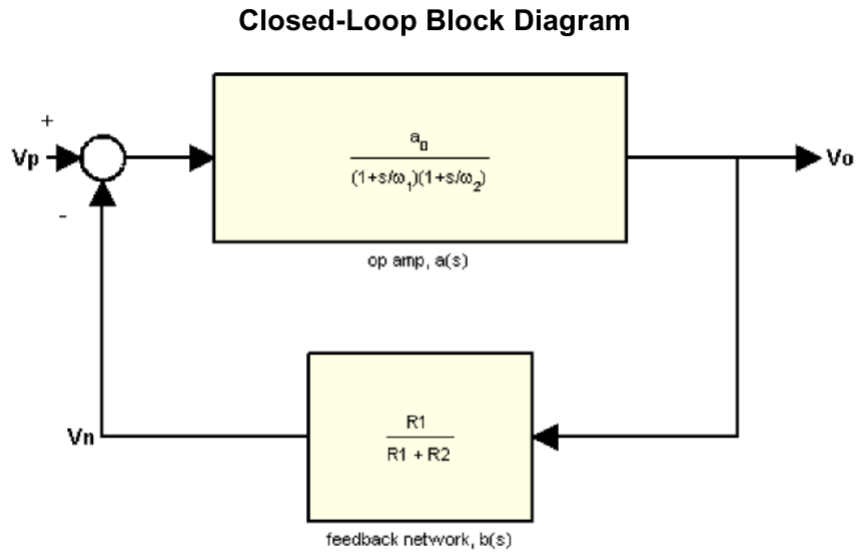 Closed-Loop Block Diagram
+
Vp
a₀
(1+s/ω₁)(1+s/ω₂)
Vo
-
op amp, a(s)
Vn
R1
R1 + R2
feedback network, b(s)